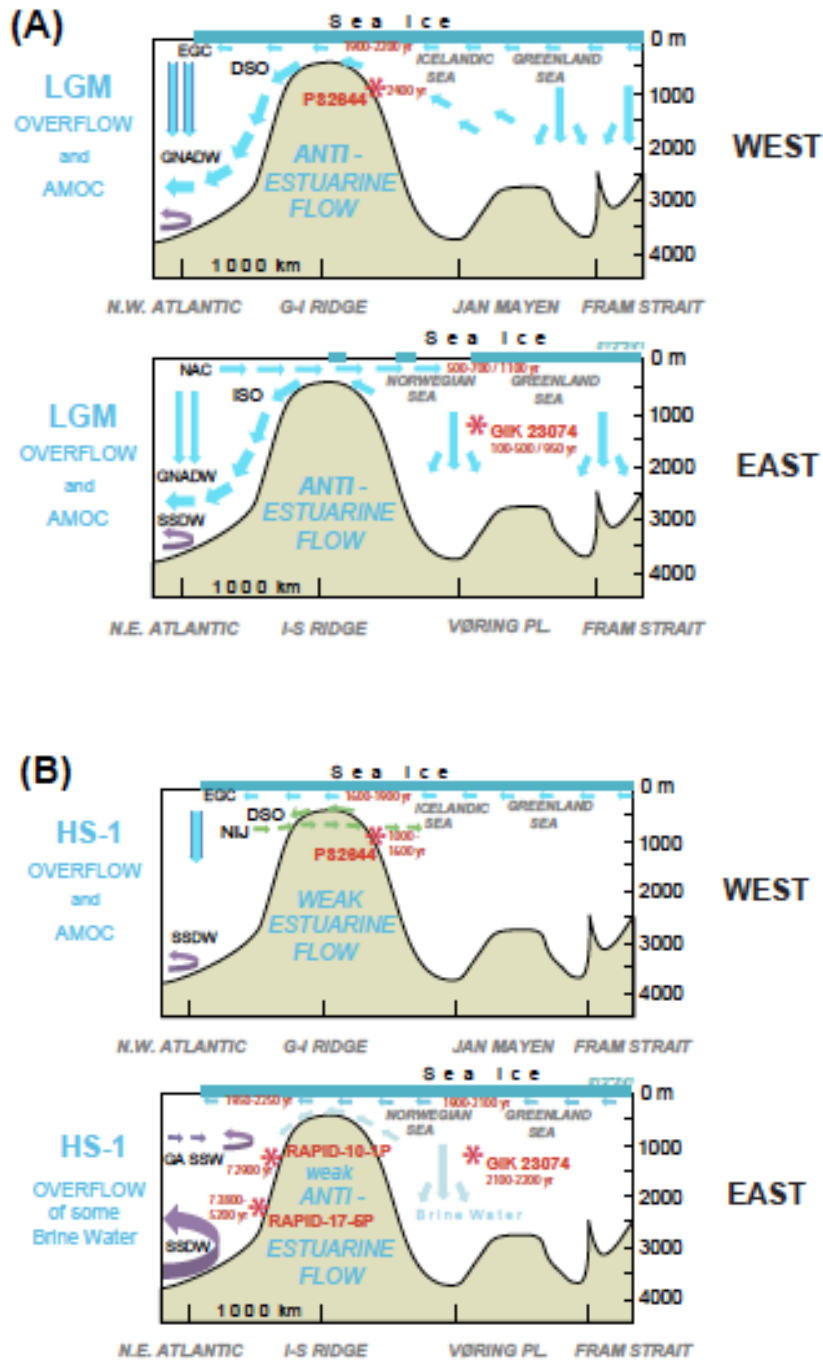 (A)
Sea Ice
LGM
OVERFLOW
and
AMOC
EGC
1900-2200 yr
DSO
ICELANDIC
SEA
GREENLAND
SEA
PS2644
2400 yr
GNADW
ANTI -
ESTUARINE
FLOW
0 m
1000
2000
3000
4000
WEST
1000 km
N.W. ATLANTIC G-I RIDGE JAN MAYEN FRAM STRAIT
Sea Ice
LGM
OVERFLOW
and
AMOC
NAC
500-700 / 1100 yr
ISO
NORWEGIAN
SEA
GREENLAND
SEA
GIK 23074
100-500 / 950 yr
GNADW
SSDW
ANTI -
ESTUARINE
FLOW
0 m
1000
2000
3000
4000
EAST
1000 km
N.E. ATLANTIC I-S RIDGE VØRING PL. FRAM STRAIT
(B)
Sea Ice
HS-1
OVERFLOW
and
AMOC
EGC
1600-1900 yr
DSO
NIJ
ICELANDIC
SEA
GREENLAND
SEA
PS2644
1000-
1600 yr
SSDW
WEAK
ESTUARINE
FLOW
0 m
1000
2000
3000
4000
WEST
N.W. ATLANTIC G-I RIDGE JAN MAYEN FRAM STRAIT
Sea Ice
HS-1
OVERFLOW
of some
Brine Water
1950-2250 yr
1900-2100 yr
NORWEGIAN
SEA
GREENLAND
SEA
RAPID-10-1P
GIK 23074
2100-2200 yr
weak
ANTI -
RAPID-17-5P
Brine Water
SSDW
ESTUARINE
FLOW
0 m
1000
2000
3000
4000
EAST
1000 km
N.E. ATLANTIC I-S RIDGE VØRING PL. FRAM STRAIT